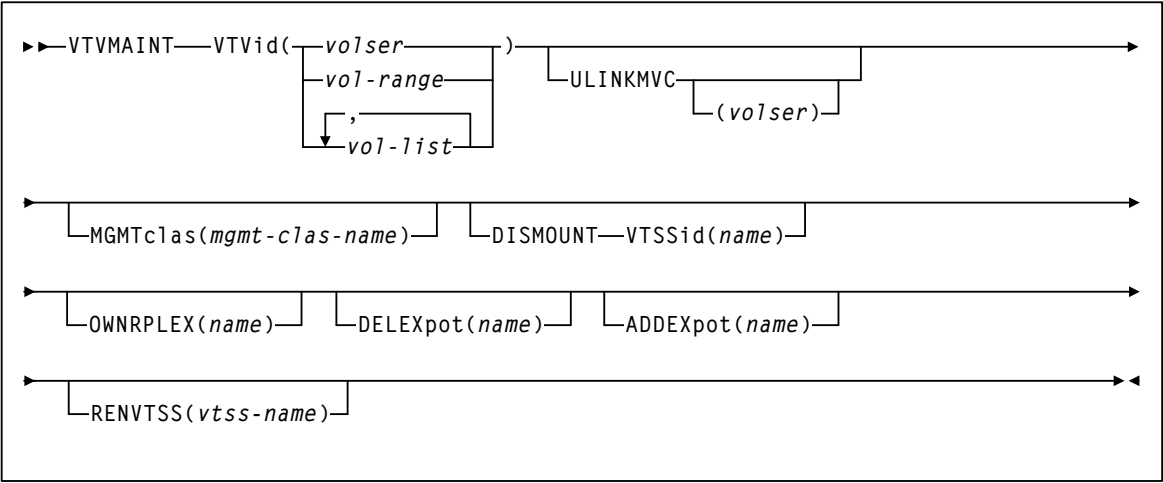 VTVMAINT VTVid( volser ) 
vol-range ULINKMVC
, (volser)
vol-list
MGMTclas(mgmt-clas-name) DISMOUNT VTSSid(name)
OWNRPLEX(name) DELEXpot(name) ADDEXpot(name)
RENVTSS(vtss-name)